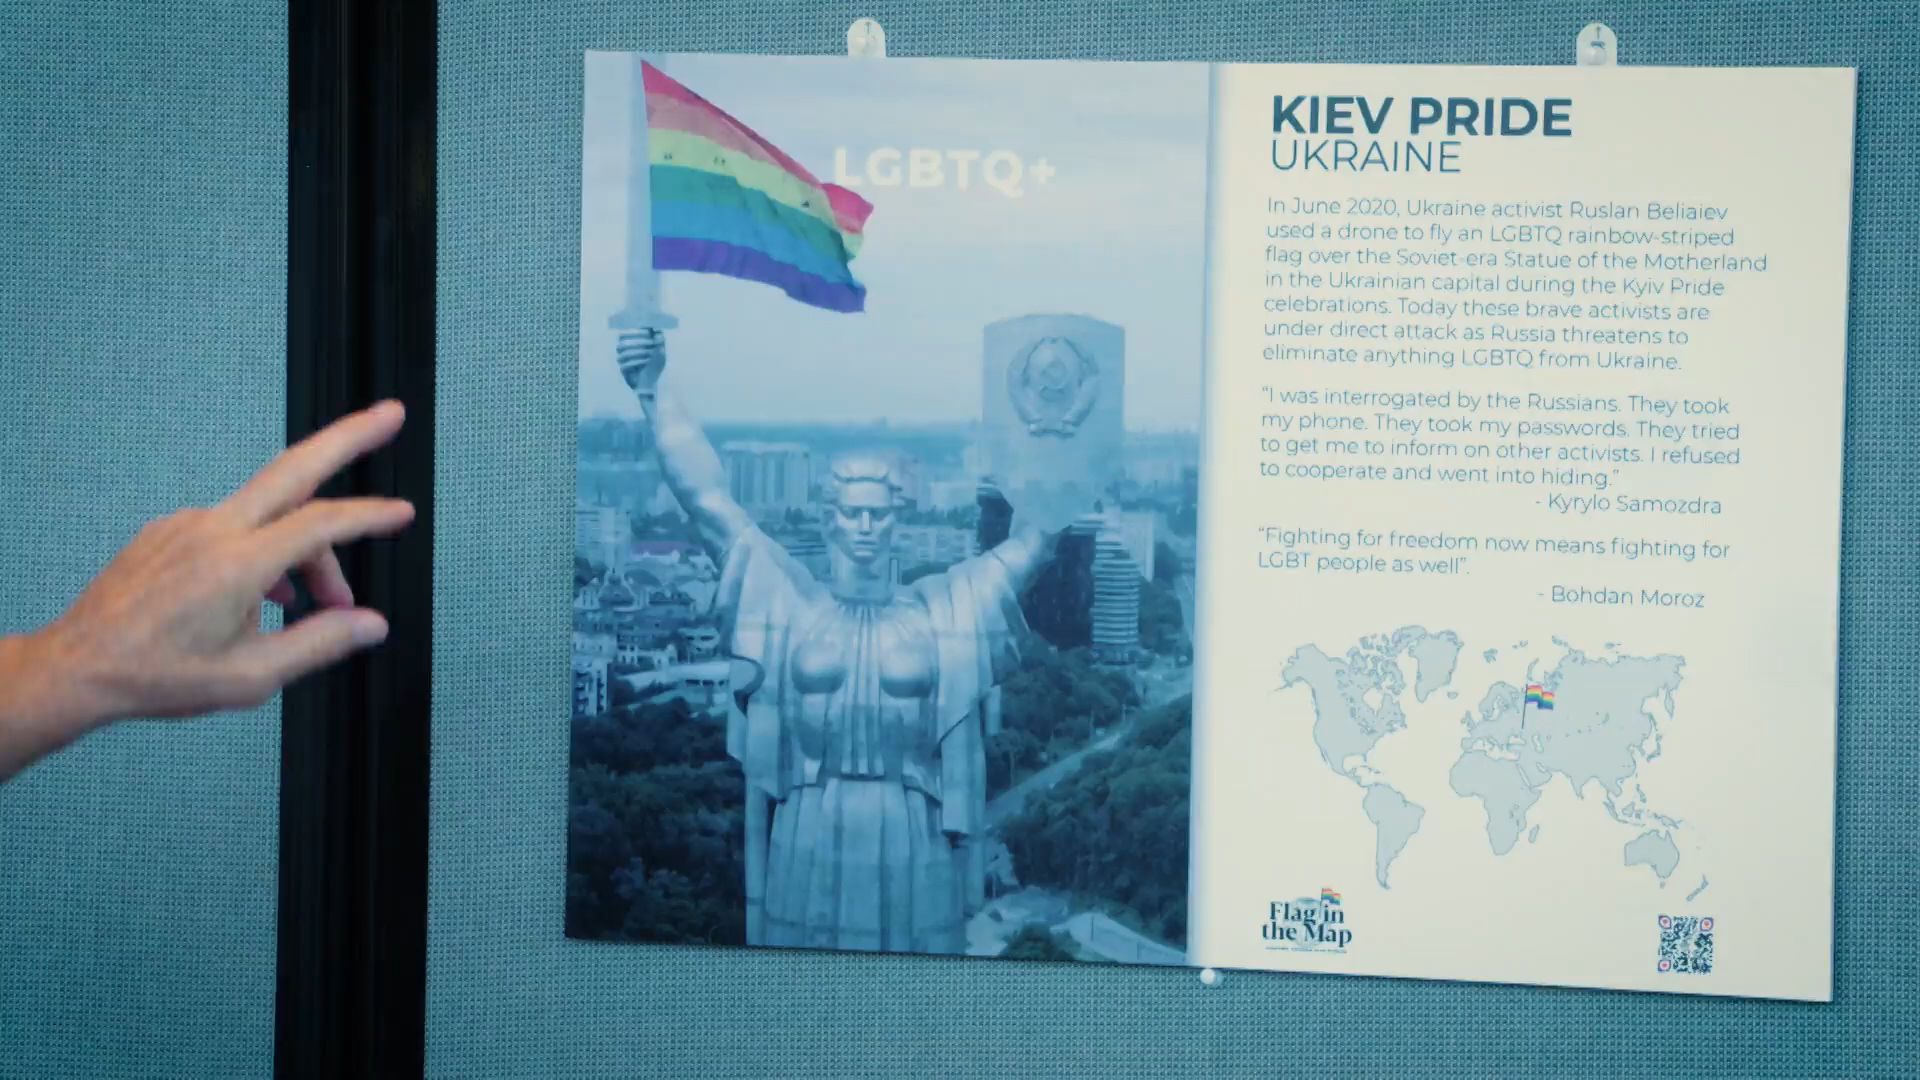 LGBTQ+
KIEV PRIDE
UKRAINE
In June 2020, Ukraine activist Ruslan Beliaiev
used a drone to fly an LGBTQ rainbow-striped
flag over the Soviet-era Statue of the Motherland
in the Ukrainian capital during the Kyiv Pride
celebrations. Today these brave activists are
under direct attack as Russia threatens to
eliminate anything LGBTQ from Ukraine.
“I was interrogated by the Russians. They took
my phone. They took my passwords. They tried
to get me to inform on other activists. I refused
to cooperate and went into hiding.”
- Kyrylo Samozdra
“Fighting for freedom now means fighting for
LGBT people as well”.
- Bohdan Moroz
Flag in
the Map